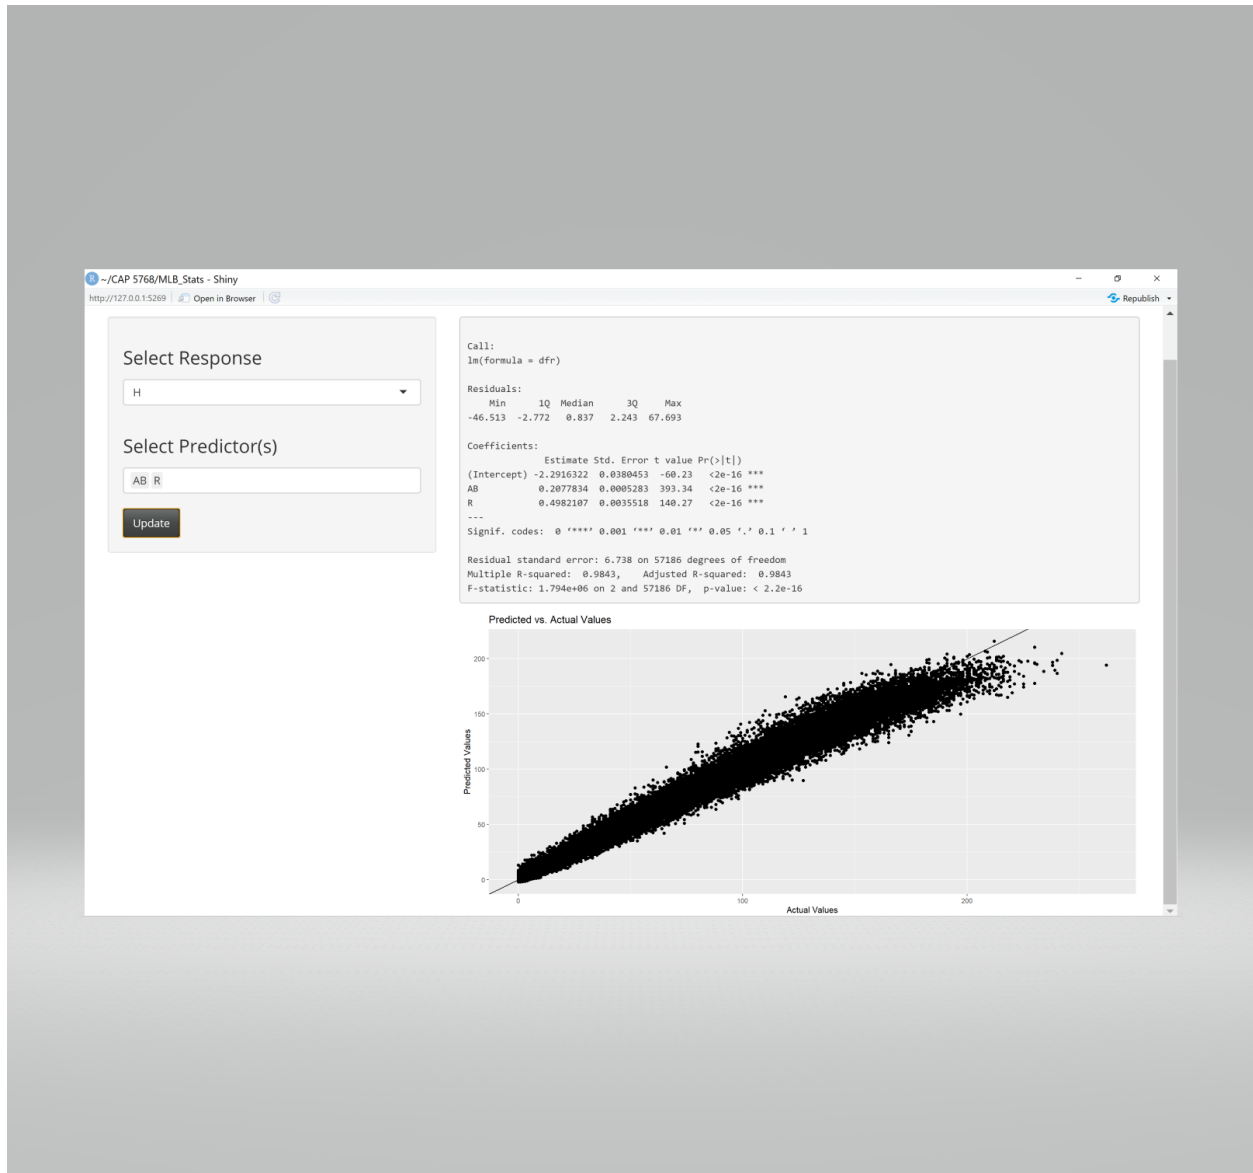 R ~/CAP 5768/MLB_Stats - Shiny
http://127.0.0.1:5269 Open in Browser Republish
Select Response
H
Select Predictor(s)
AB R
Update
Call:
lm(formula = dfr)
Residuals:
Min 1Q Median 3Q Max
-46.513 -2.772 0.837 2.243 67.693
Coefficients:
Estimate Std. Error t value Pr(>|t|)
(Intercept) -2.2916322 0.0380453 -60.23 <2e-16 ***
AB 0.2077834 0.0005283 393.34 <2e-16 ***
R 0.4982107 0.0035518 140.27 <2e-16 ***
---
Signif. codes: 0 ‘***’ 0.001 ‘**’ 0.01 ‘*’ 0.05 ‘.’ 0.1 ‘ ’ 1
Residual standard error: 6.738 on 57186 degrees of freedom
Multiple R-squared: 0.9843, Adjusted R-squared: 0.9843
F-statistic: 1.794e+06 on 2 and 57186 DF, p-value: < 2.2e-16
Predicted vs. Actual Values
Predicted Values
200
150
100
50
0
0 100 200
Actual Values